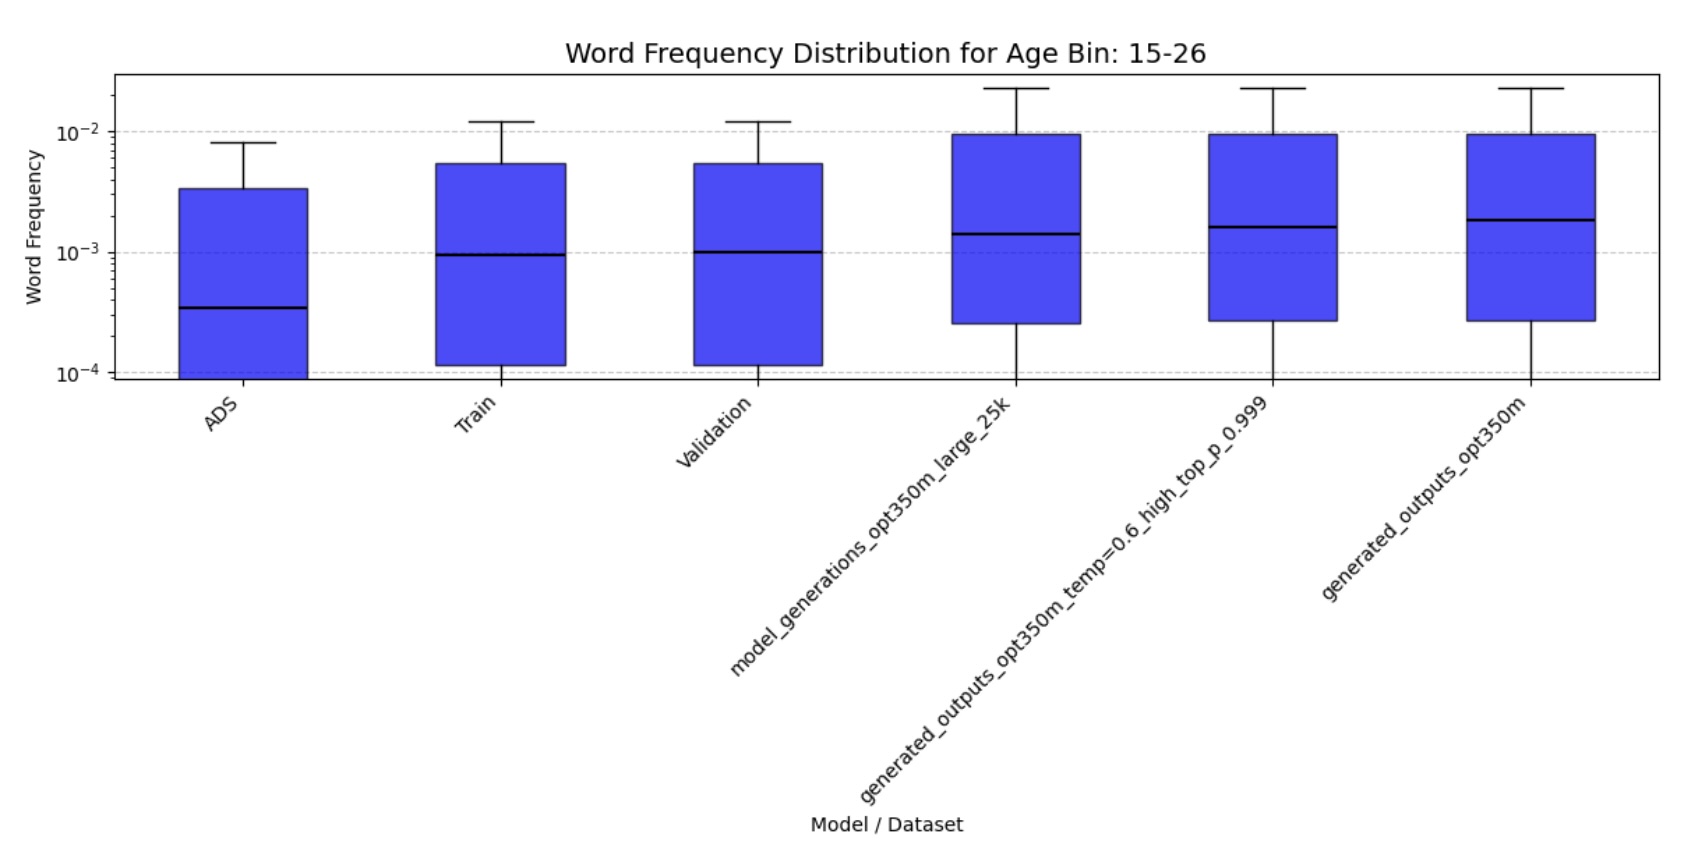 Word Frequency Distribution for Age Bin: 15-26
Word Frequency
10⁻²
10⁻³
10⁻⁴
ADS
Train
Validation
model_generations_opt350m_large_25k
generated_outputs_opt350m_temp=0.6_high_top_p_0.999
generated_outputs_opt350m
Model / Dataset